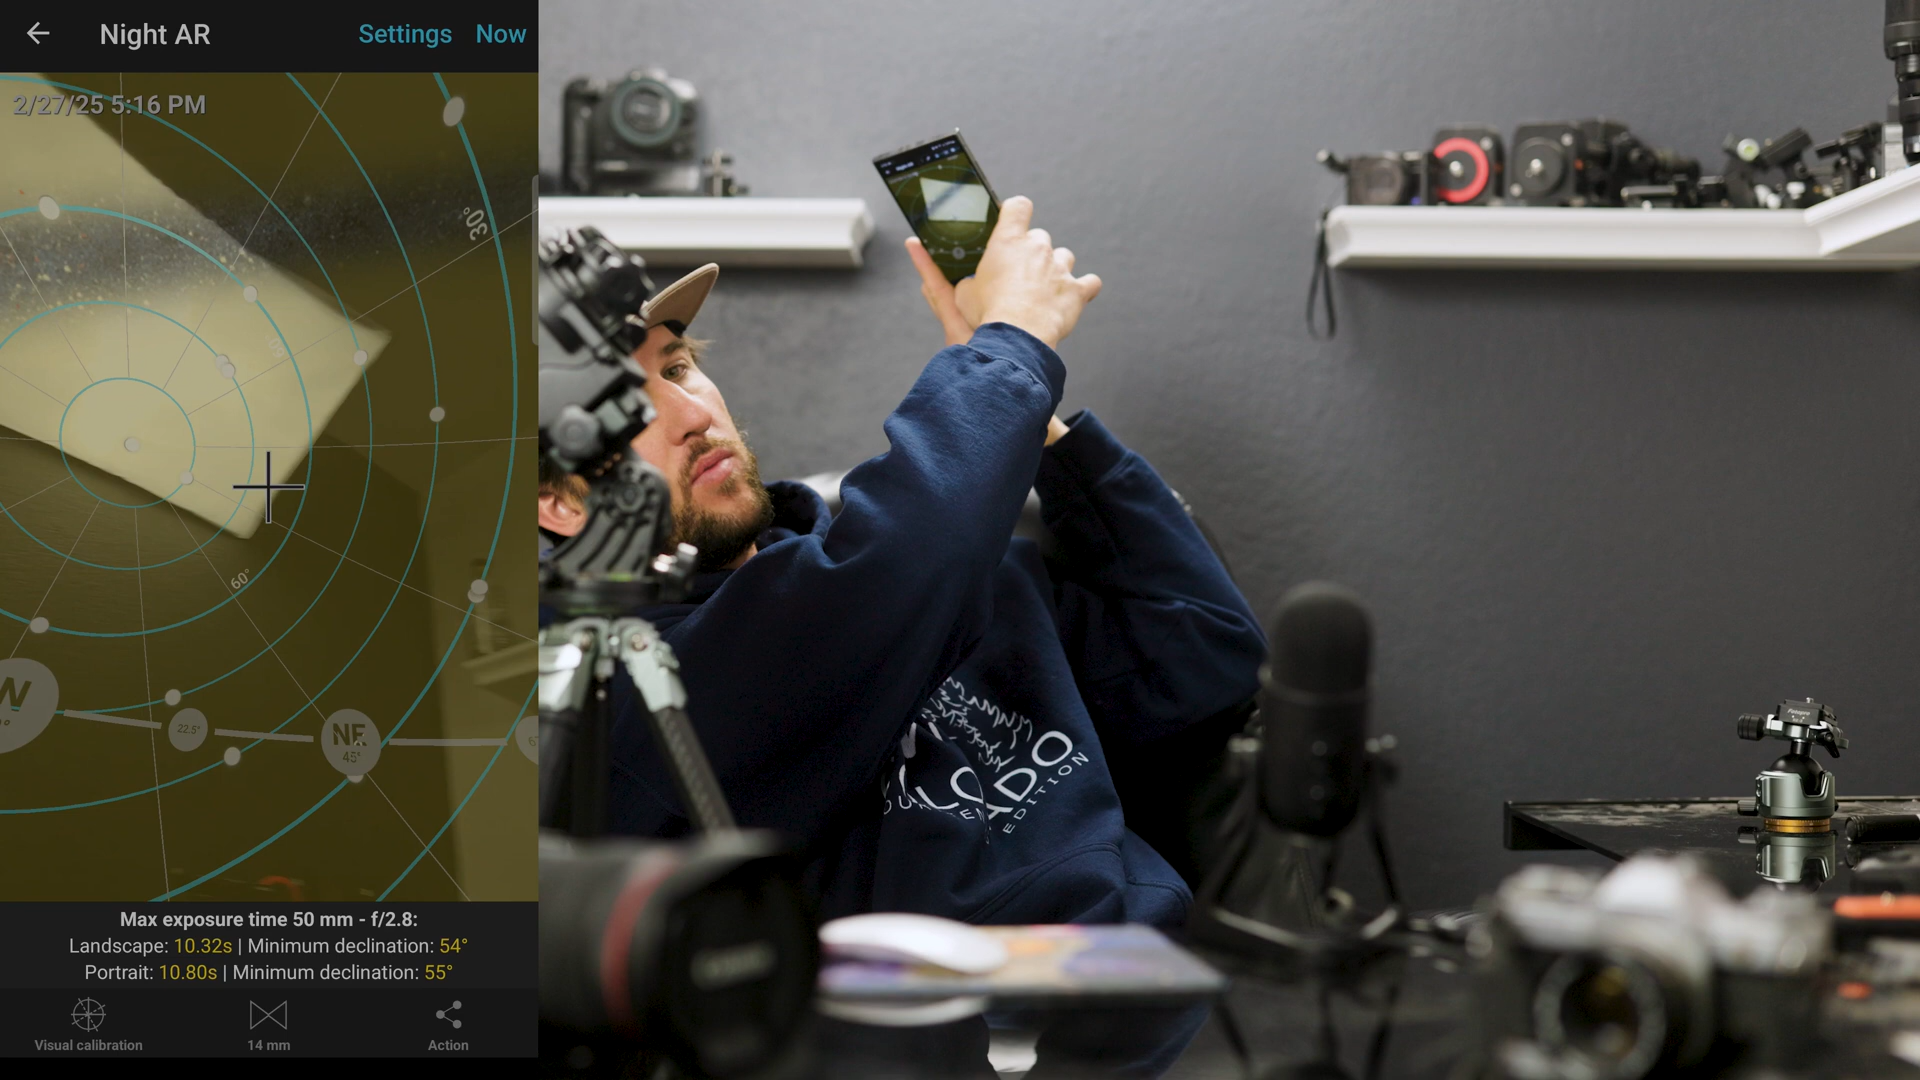 Night AR
Settings
Now
2/27/25 5:16 PM
30°
60°
22.5°
NE
45°
Max exposure time 50 mm - f/2.8:
Landscape: 10.32s | Minimum declination: 54°
Portrait: 10.80s | Minimum declination: 55°
Visual calibration
14 mm
Action
ADO
EDITION